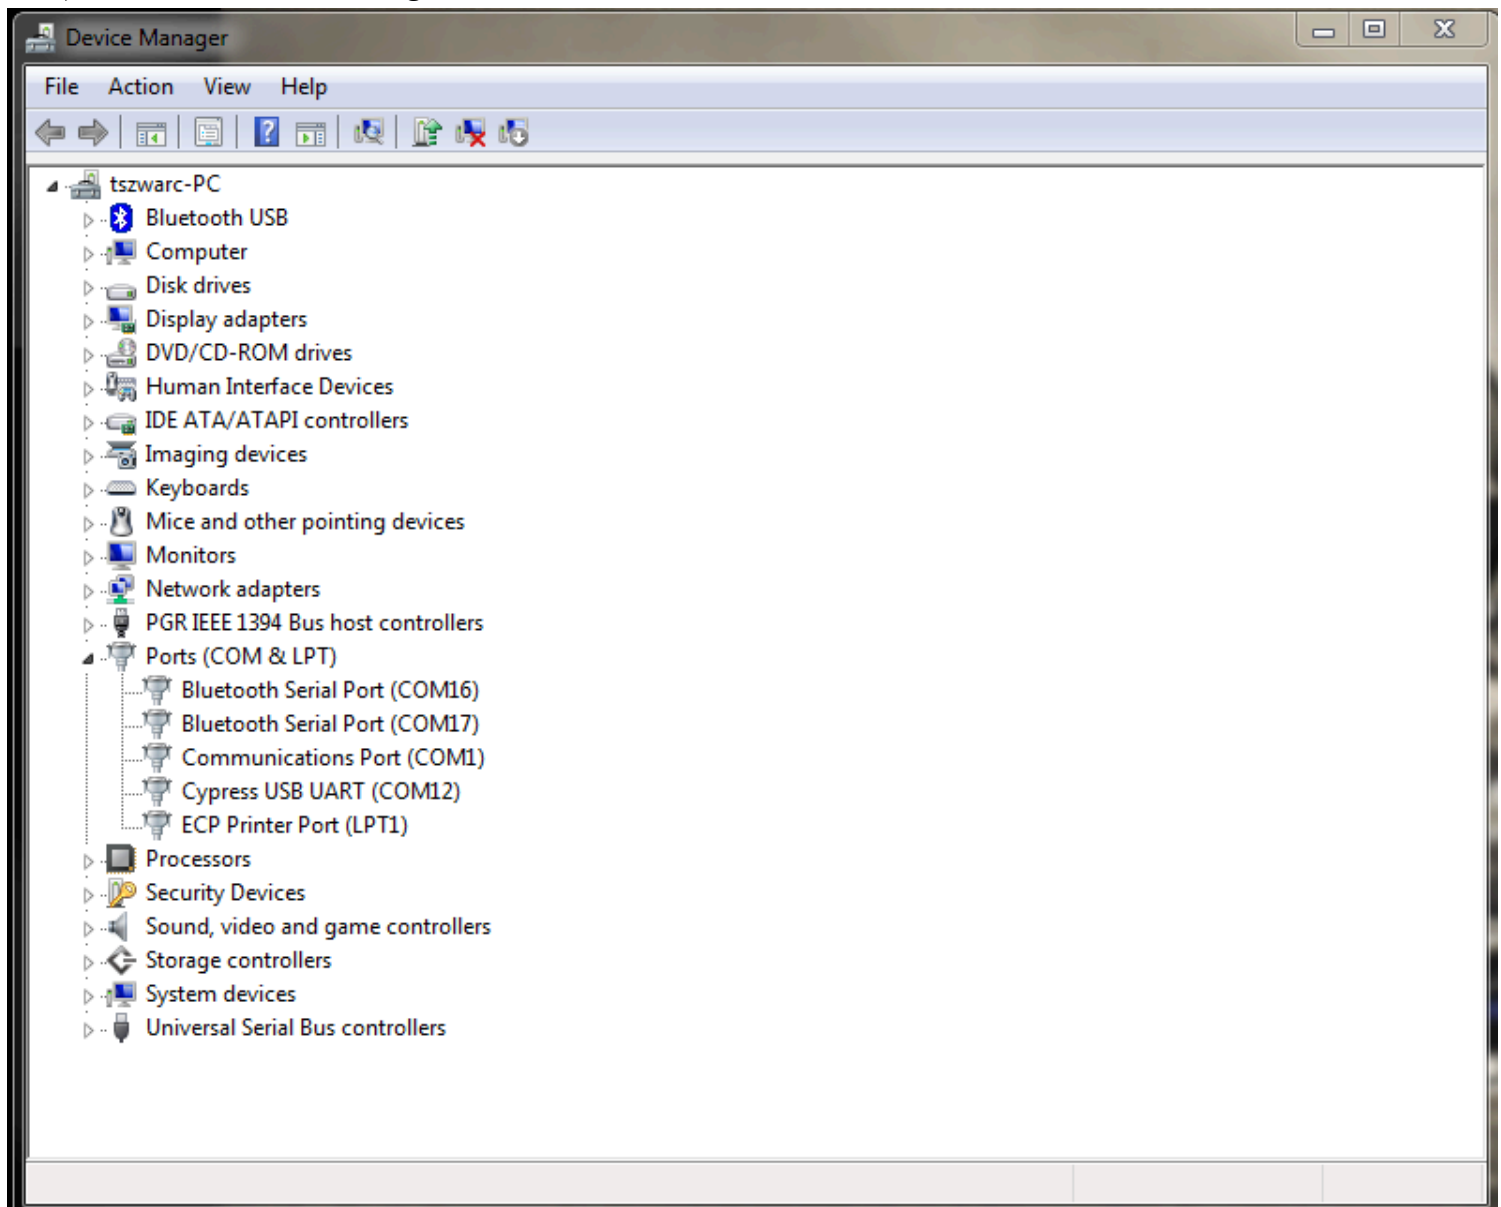 Device Manager
File Action View Help
tszwarc-PC
Bluetooth USB
Computer
Disk drives
Display adapters
DVD/CD-ROM drives
Human Interface Devices
IDE ATA/ATAPI controllers
Imaging devices
Keyboards
Mice and other pointing devices
Monitors
Network adapters
PGR IEEE 1394 Bus host controllers
Ports (COM & LPT)
Bluetooth Serial Port (COM16)
Bluetooth Serial Port (COM17)
Communications Port (COM1)
Cypress USB UART (COM12)
ECP Printer Port (LPT1)
Processors
Security Devices
Sound, video and game controllers
Storage controllers
System devices
Universal Serial Bus controllers